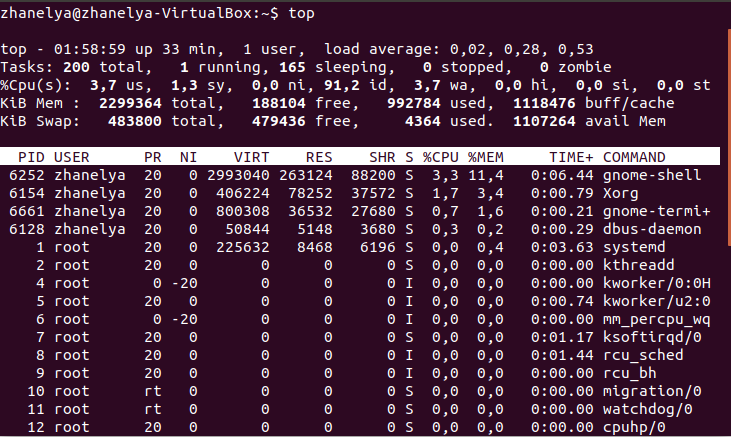 zhanelya@zhanelya-VirtualBox:~$ top
top - 01:58:59 up 33 min,  1 user,  load average: 0,02, 0,28, 0,53
Tasks: 200 total,   1 running, 165 sleeping,   0 stopped,   0 zombie
%Cpu(s):  3,7 us,  1,3 sy,  0,0 ni, 91,2 id,  3,7 wa,  0,0 hi,  0,0 si,  0,0 st
KiB Mem :  2299364 total,   188104 free,   992784 used,  1118476 buff/cache
KiB Swap:   483800 total,   479436 free,     4364 used.  1107264 avail Mem
PID USER      PR  NI    VIRT    RES    SHR S %CPU %MEM     TIME+ COMMAND
6252 zhanelya  20   0 2993040 263124  88200 S  3,3 11,4   0:06.44 gnome-shell
6154 zhanelya  20   0  406224  78252  37572 S  1,7  3,4   0:00.79 Xorg
6661 zhanelya  20   0  800308  36532  27680 S  0,7  1,6   0:00.21 gnome-termi+
6128 zhanelya  20   0   50844   5148   3680 S  0,3  0,2   0:00.29 dbus-daemon
1 root      20   0  225632   8468   6196 S  0,0  0,4   0:03.63 systemd
2 root      20   0       0      0      0 S  0,0  0,0   0:00.00 kthreadd
4 root       0 -20       0      0      0 I  0,0  0,0   0:00.00 kworker/0:0H
5 root      20   0       0      0      0 I  0,0  0,0   0:00.74 kworker/u2:0
6 root       0 -20       0      0      0 I  0,0  0,0   0:00.00 mm_percpu_wq
7 root      20   0       0      0      0 S  0,0  0,0   0:01.17 ksoftirqd/0
8 root      20   0       0      0      0 I  0,0  0,0   0:01.44 rcu_sched
9 root      20   0       0      0      0 I  0,0  0,0   0:00.00 rcu_bh
10 root      rt   0       0      0      0 S  0,0  0,0   0:00.00 migration/0
11 root      rt   0       0      0      0 S  0,0  0,0   0:00.00 watchdog/0
12 root      20   0       0      0      0 S  0,0  0,0   0:00.00 cpuhp/0